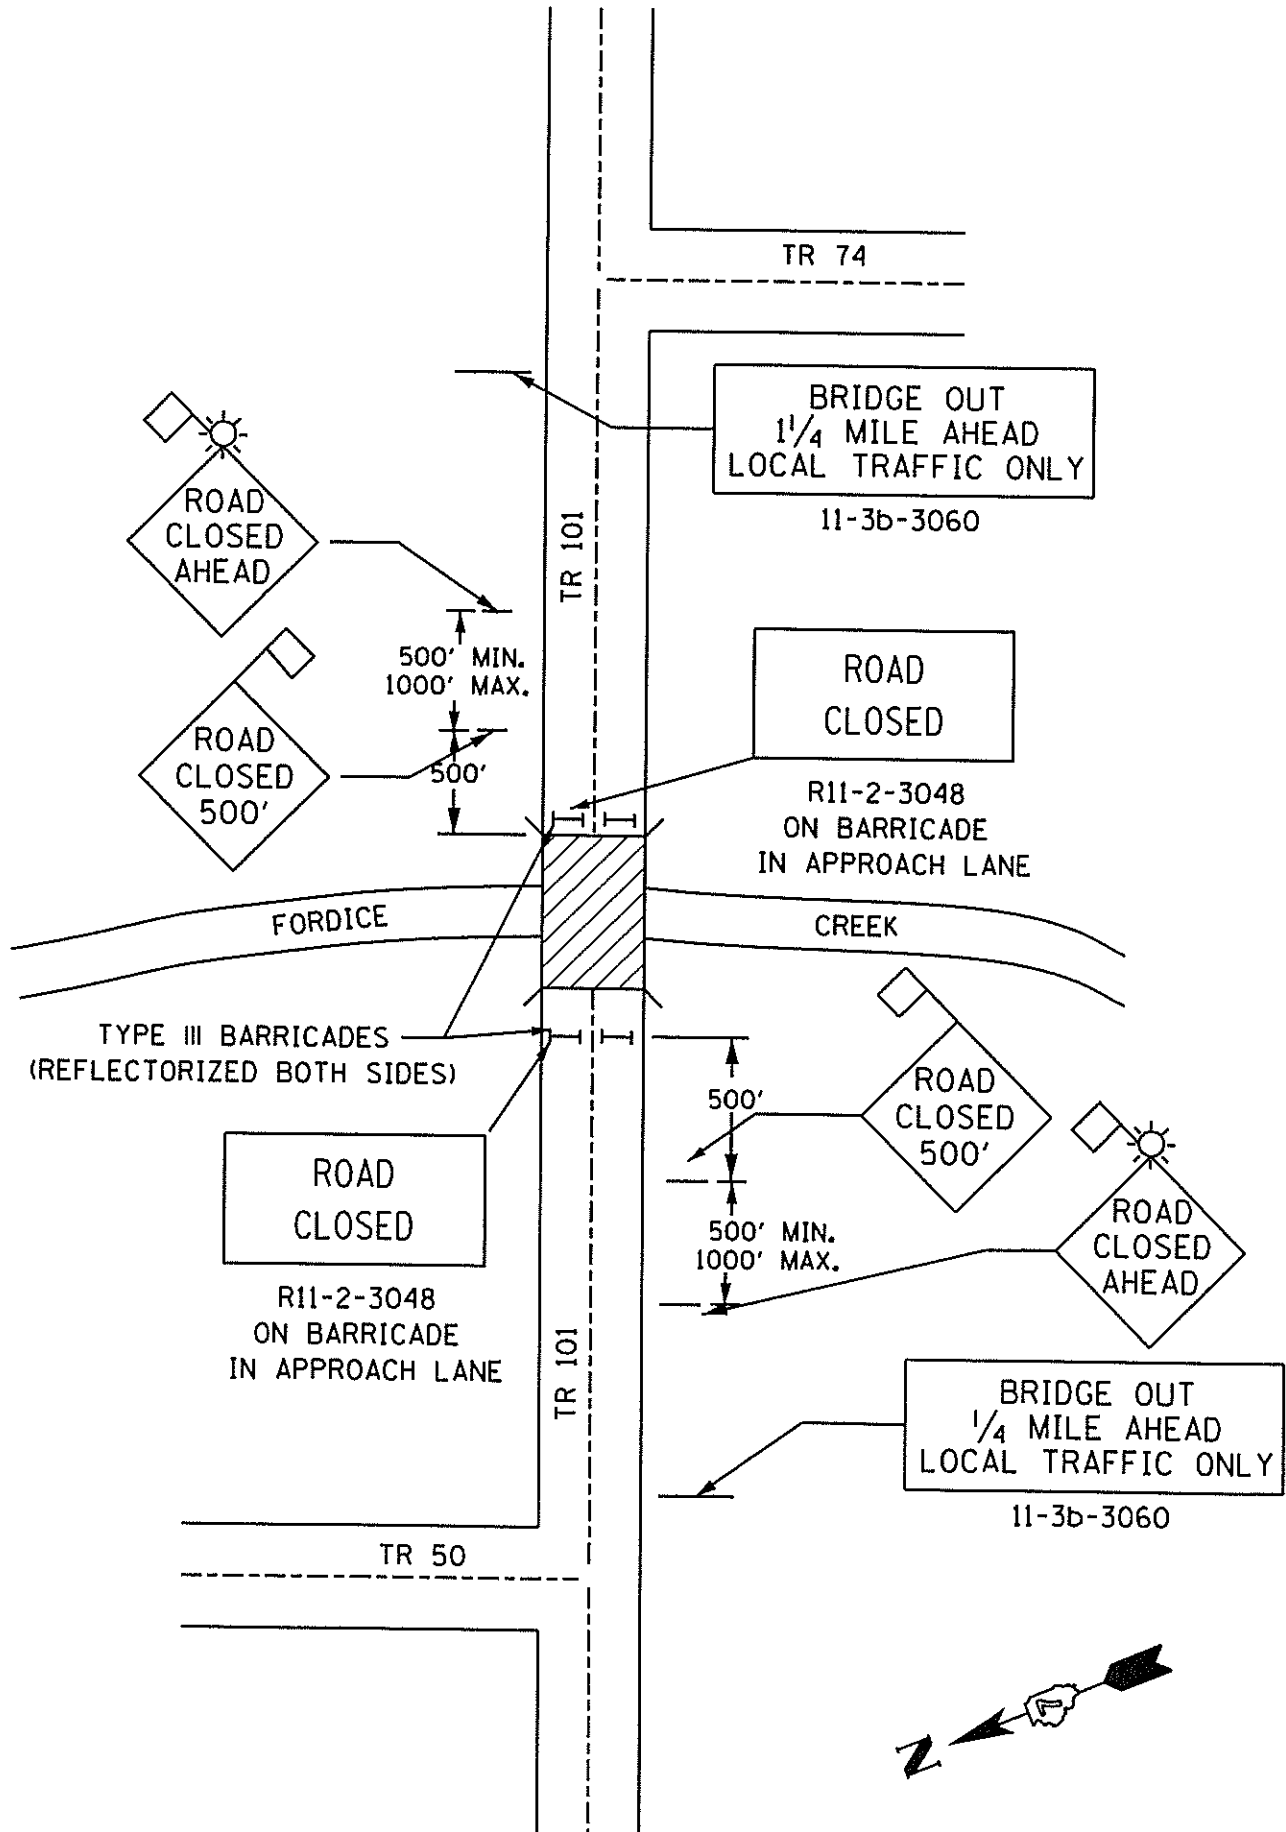 TR 74
BRIDGE OUT
1 1/4 MILE AHEAD
LOCAL TRAFFIC ONLY
11-3b-3060
ROAD
CLOSED
AHEAD
TR 101
500' MIN.
1000' MAX.
ROAD
CLOSED
500'
500'
ROAD
CLOSED
R11-2-3048
ON BARRICADE
IN APPROACH LANE
FORDICE
CREEK
TYPE III BARRICADES
(REFLECTORIZED BOTH SIDES)
500'
ROAD
CLOSED
500'
ROAD
CLOSED
R11-2-3048
ON BARRICADE
IN APPROACH LANE
500' MIN.
1000' MAX.
ROAD
CLOSED
AHEAD
TR 101
BRIDGE OUT
1/4 MILE AHEAD
LOCAL TRAFFIC ONLY
11-3b-3060
TR 50
7
N